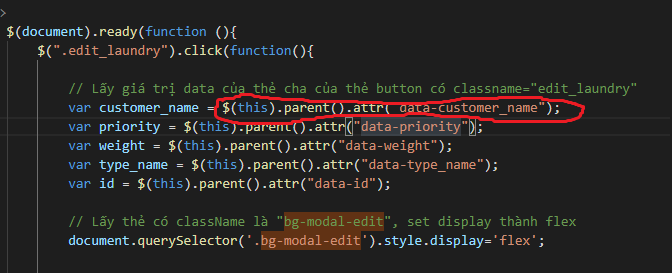 $(document).ready(function (){
$(".edit_laundry").click(function(){
// Lấy giá trị data của thẻ cha của thẻ button có classname="edit_laundry"
var customer_name = $(this).parent().attr("data-customer_name");
var priority = $(this).parent().attr("data-priority");
var weight = $(this).parent().attr("data-weight");
var type_name = $(this).parent().attr("data-type_name");
var id = $(this).parent().attr("data-id");
// Lấy thẻ có className là "bg-modal-edit", set display thành flex
document.querySelector('.bg-modal-edit').style.display='flex';